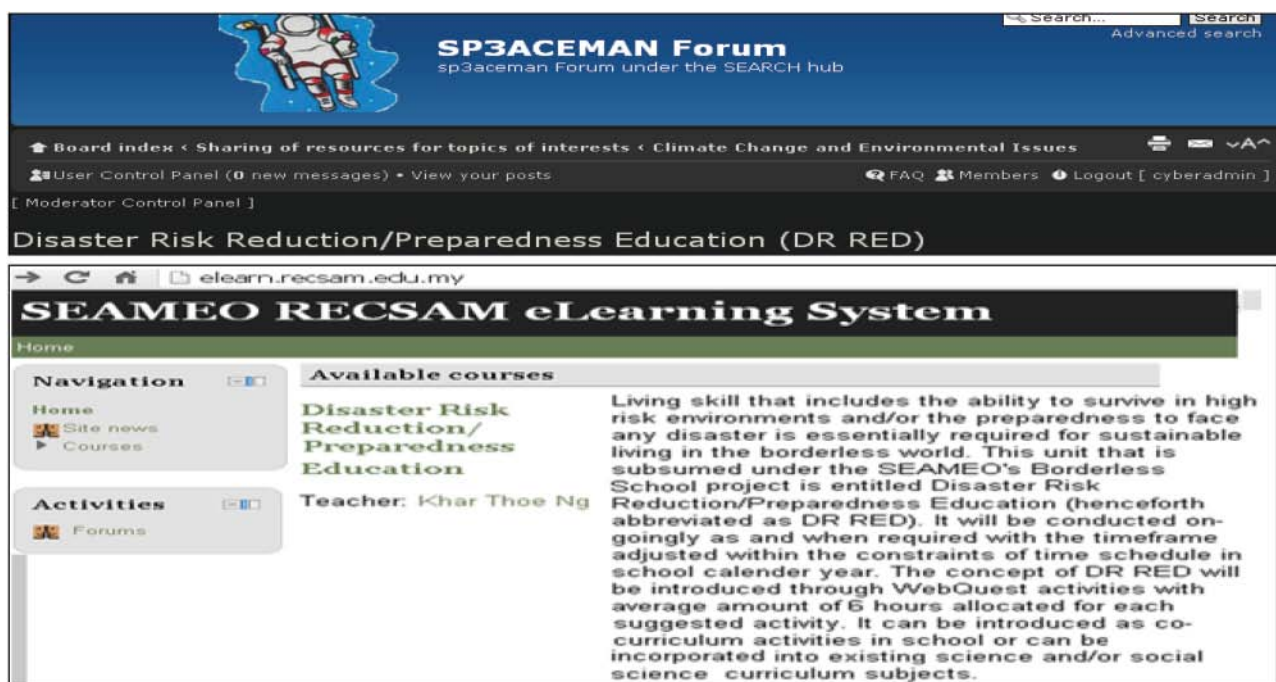 Search... Search
Advanced search
SP3ACEMAN Forum
sp3aceman Forum under the SEARCH hub
Board index ‹ Sharing of resources for topics of interests ‹ Climate Change and Environmental Issues
A
User Control Panel (0 new messages) • View your posts
FAQ Members Logout [ cyberadmin ]
[ Moderator Control Panel ]
Disaster Risk Reduction/Preparedness Education (DR RED)
elearn.recsam.edu.my
SEAMEO RECSAM eLearning System
Home
Navigation
Home
Site news
Courses
Activities
Forums
Available courses
Disaster Risk
Reduction/
Preparedness
Education
Teacher: Khar Thoe Ng
Living skill that includes the ability to survive in high
risk environments and/or the preparedness to face
any disaster is essentially required for sustainable
living in the borderless world. This unit that is
subsumed under the SEAMEO's Borderless
School project is entitled Disaster Risk
Reduction/Preparedness Education (henceforth
abbreviated as DR RED). It will be conducted on-
goingly as and when required with the timeframe
adjusted within the constraints of time schedule in
school calender year. The concept of DR RED will
be introduced through WebQuest activities with
average amount of 6 hours allocated for each
suggested activity. It can be introduced as co-
curriculum activities in school or can be
incorporated into existing science and/or social
science curriculum subjects.